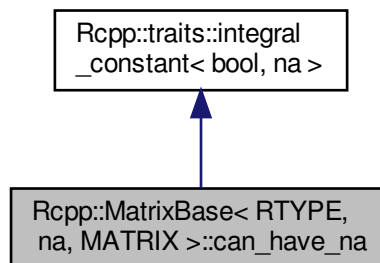 Rcpp::traits::integral
_constant< bool, na >
Rcpp::MatrixBase< RTYPE,
na, MATRIX >::can_have_na